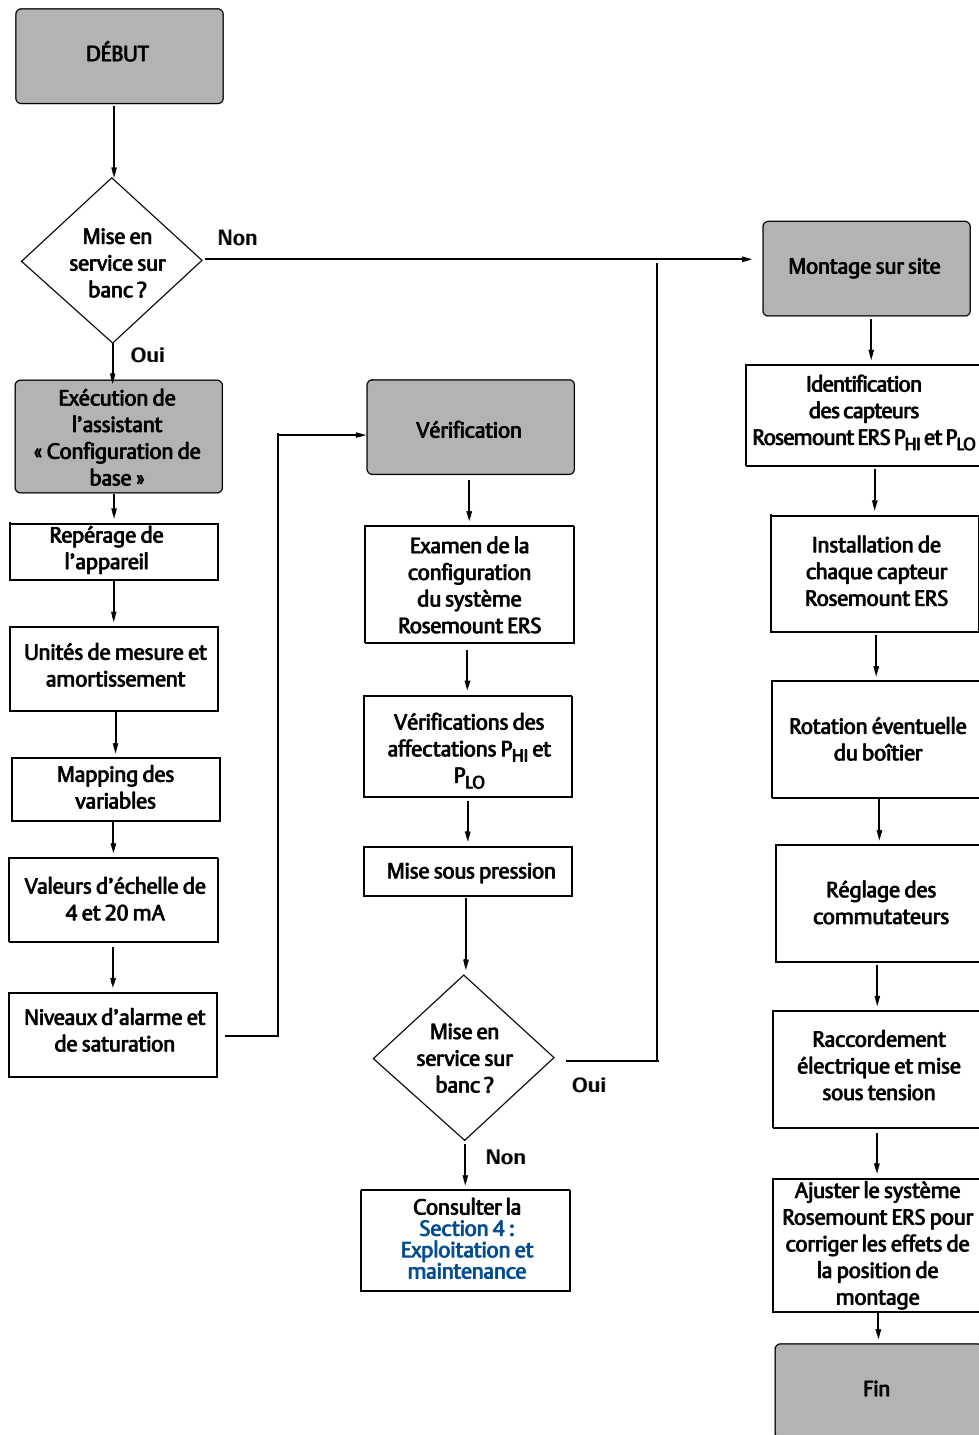 DÉBUT
Mise en
service sur
banc ?
Non
Oui
Exécution de
l’assistant
« Configuration de
base »
Repérage de
l’appareil
Unités de mesure et
amortissement
Mapping des
variables
Valeurs d’échelle de
4 et 20 mA
Niveaux d’alarme et
de saturation
Vérification
Examen de la
configuration
du système
Rosemount ERS
Vérifications des
affectations PHI et
PLO
Mise sous pression
Mise en
service sur
banc ?
Oui
Non
Consulter la
Section 4 :
Exploitation et
maintenance
Montage sur site
Identification
des capteurs
Rosemount ERS PHI et PLO
Installation de
chaque capteur
Rosemount ERS
Rotation éventuelle
du boîtier
Réglage des
commutateurs
Raccordement
électrique et mise
sous tension
Ajuster le système
Rosemount ERS pour
corriger les effets de
la position de
montage
Fin